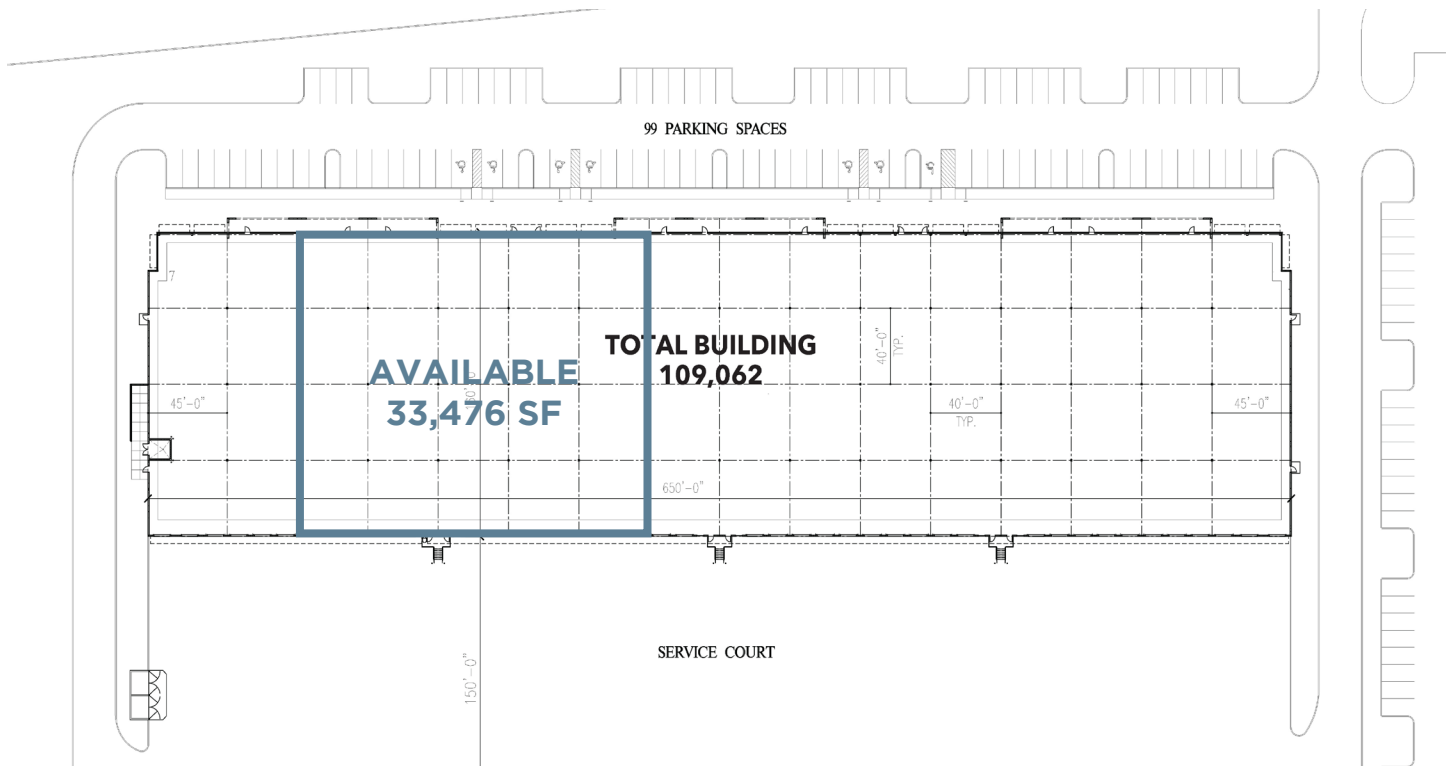 99 PARKING SPACES
7
TOTAL BUILDING
109,062
40'-0"
TYP.
AVAILABLE
33,476 SF
45'-0"
40'-0"
TYP.
45'-0"
650'-0"
SERVICE COURT
150'-0"